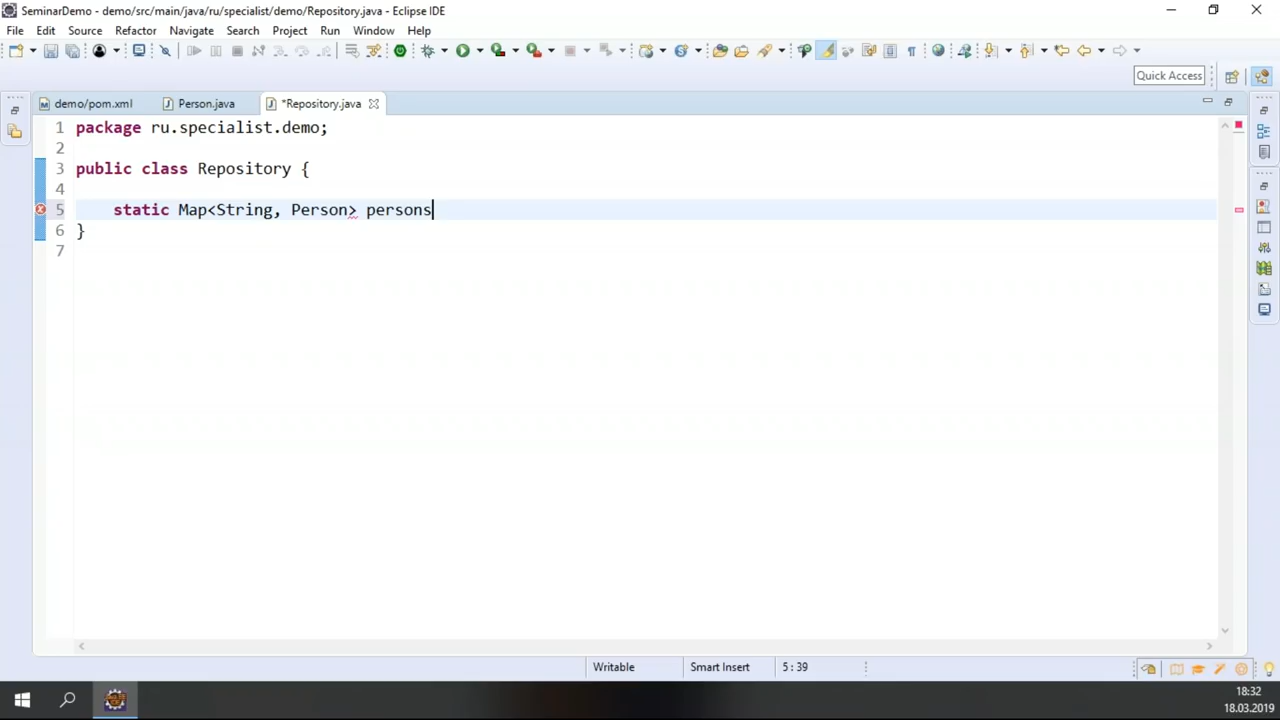 SeminarDemo - demo/src/main/java/ru/specialist/demo/Repository.java - Eclipse IDE
File Edit Source Refactor Navigate Search Project Run Window Help
Quick Access
demo/pom.xml Person.java *Repository.java
1 package ru.specialist.demo;
2
3 public class Repository {
4
5 static Map<String, Person> persons
6 }
7
Writable Smart Insert 5 : 39
18:32
18.03.2019